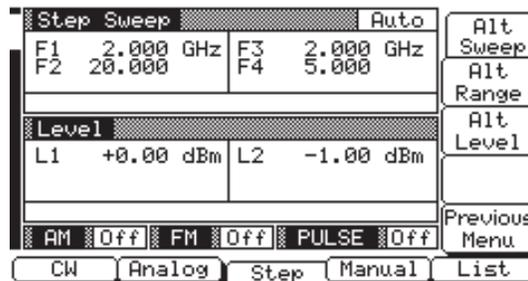 Step Sweep Auto
F1 2.000 GHz F3 2.000 GHz
F2 20.000 F4 5.000
Level
L1 +0.00 dBm L2 -1.00 dBm
AM Off FM Off PULSE Off
Alt
Sweep
Alt
Range
Alt
Level
Previous
Menu
CW Analog Step Manual List